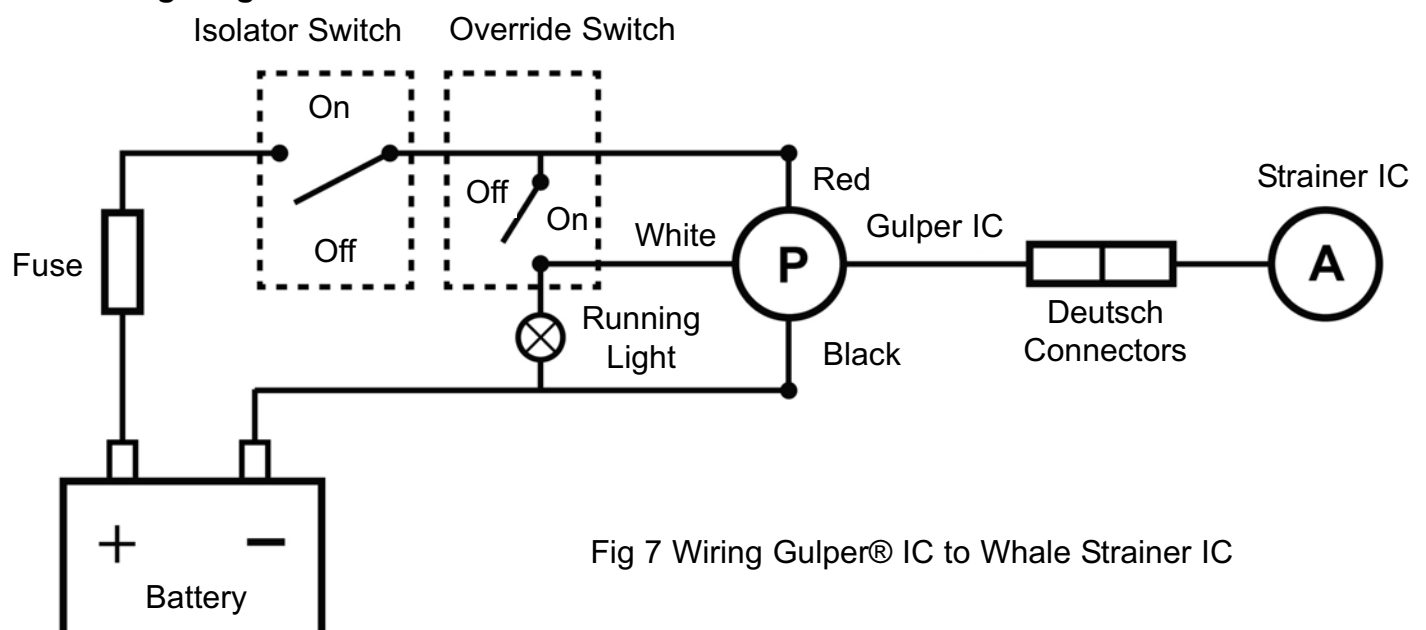 Isolator Switch
Override Switch
On
Off
Off
On
Fuse
White
Red
Gulper IC
Strainer IC
P
A
Running
Light
Black
Deutsch
Connectors
+
−
Battery
Fig 7 Wiring Gulper® IC to Whale Strainer IC